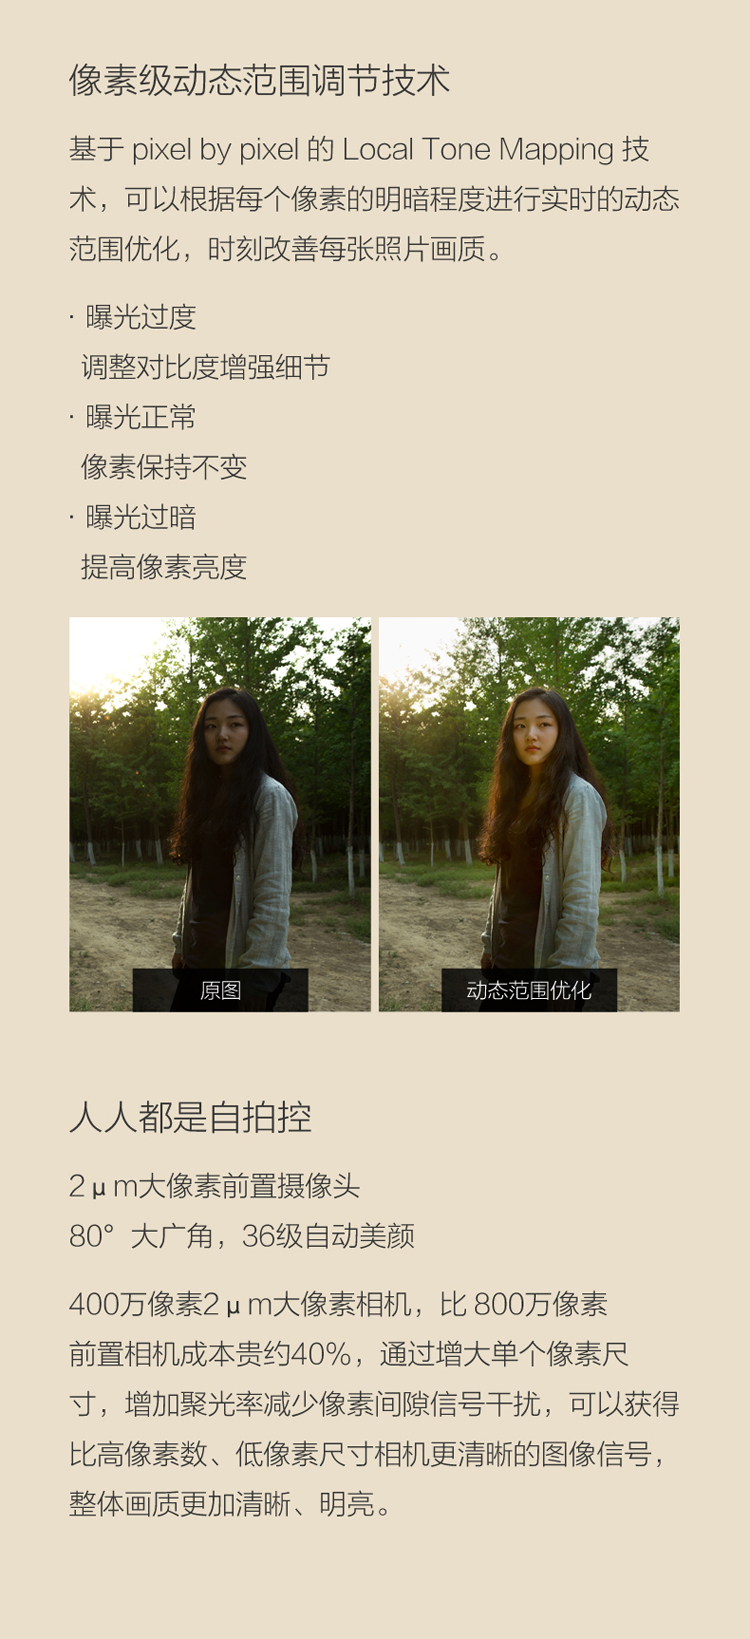 像素级动态范围调节技术
基于 pixel by pixel 的 Local Tone Mapping 技
术，可以根据每个像素的明暗程度进行实时的动态
范围优化，时刻改善每张照片画质。
· 曝光过度
调整对比度增强细节
· 曝光正常
像素保持不变
· 曝光过暗
提高像素亮度
原图
动态范围优化
人人都是自拍控
2μm大像素前置摄像头
80°大广角，36级自动美颜
400万像素2μm大像素相机，比 800万像素
前置相机成本贵约40%，通过增大单个像素尺
寸，增加聚光率减少像素间隙信号干扰，可以获得
比高像素数、低像素尺寸相机更清晰的图像信号，
整体画质更加清晰、明亮。